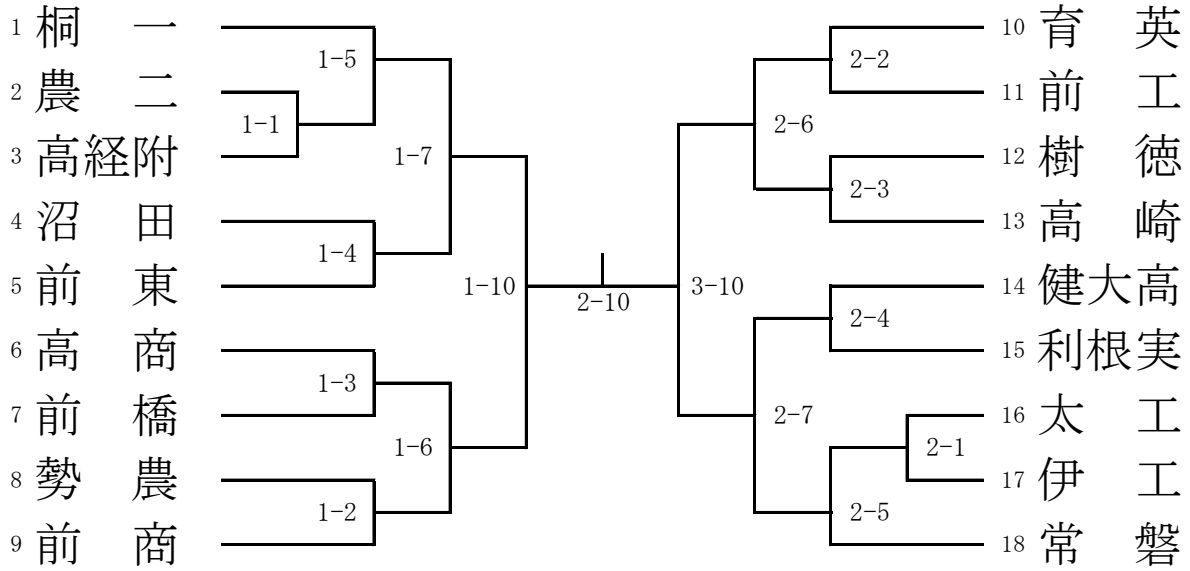 1 桐 一
2 農 二
3 高経附
4 沼 田
5 前 東
6 高 商
7 前 橋
8 勢 農
9 前 商
1-5
1-1
1-7
1-4
1-10
1-3
1-6
1-2
2-10
3-10
2-2
2-6
2-3
2-4
2-7
2-1
2-5
10 育 英
11 前 工
12 樹 徳
13 高 崎
14 健大高
15 利根実
16 太 工
17 伊 工
18 常 磐